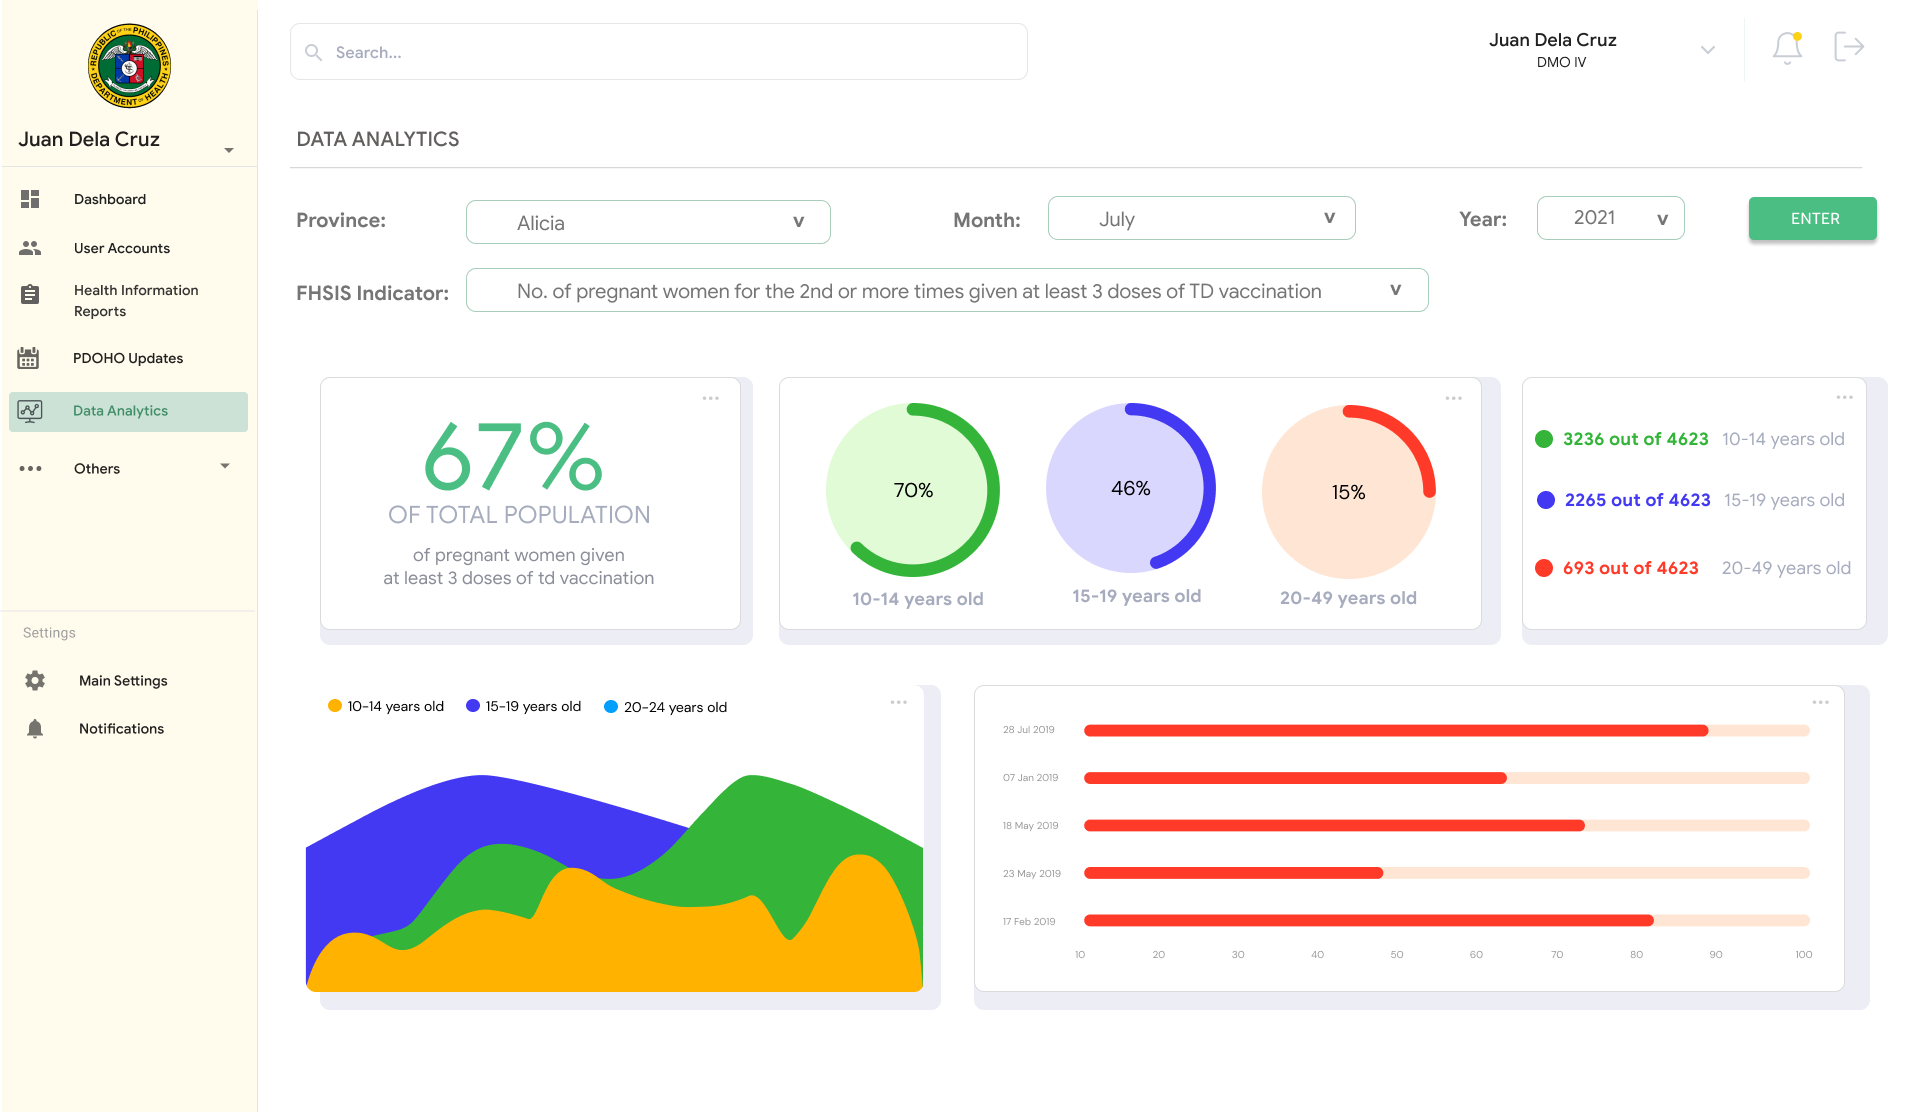 REPUBLIC OF THE PHILIPPINES
DEPARTMENT OF HEALTH
Juan Dela Cruz
Dashboard
User Accounts
Health Information
Reports
PDOHO Updates
Data Analytics
Others
Settings
Main Settings
Notifications
Search...
Juan Dela Cruz
DMO IV
DATA ANALYTICS
Province: Alicia v Month: July v Year: 2021 v ENTER
FHSIS Indicator: No. of pregnant women for the 2nd or more times given at least 3 doses of TD vaccination v
67%
OF TOTAL POPULATION
of pregnant women given
at least 3 doses of td vaccination
70% 46% 15%
10-14 years old 15-19 years old 20-49 years old
3236 out of 4623 10-14 years old
2265 out of 4623 15-19 years old
693 out of 4623 20-49 years old
10-14 years old 15-19 years old 20-24 years old
28 Jul 2019
07 Jan 2019
18 May 2019
23 May 2019
17 Feb 2019
10 20 30 40 50 60 70 80 90 100